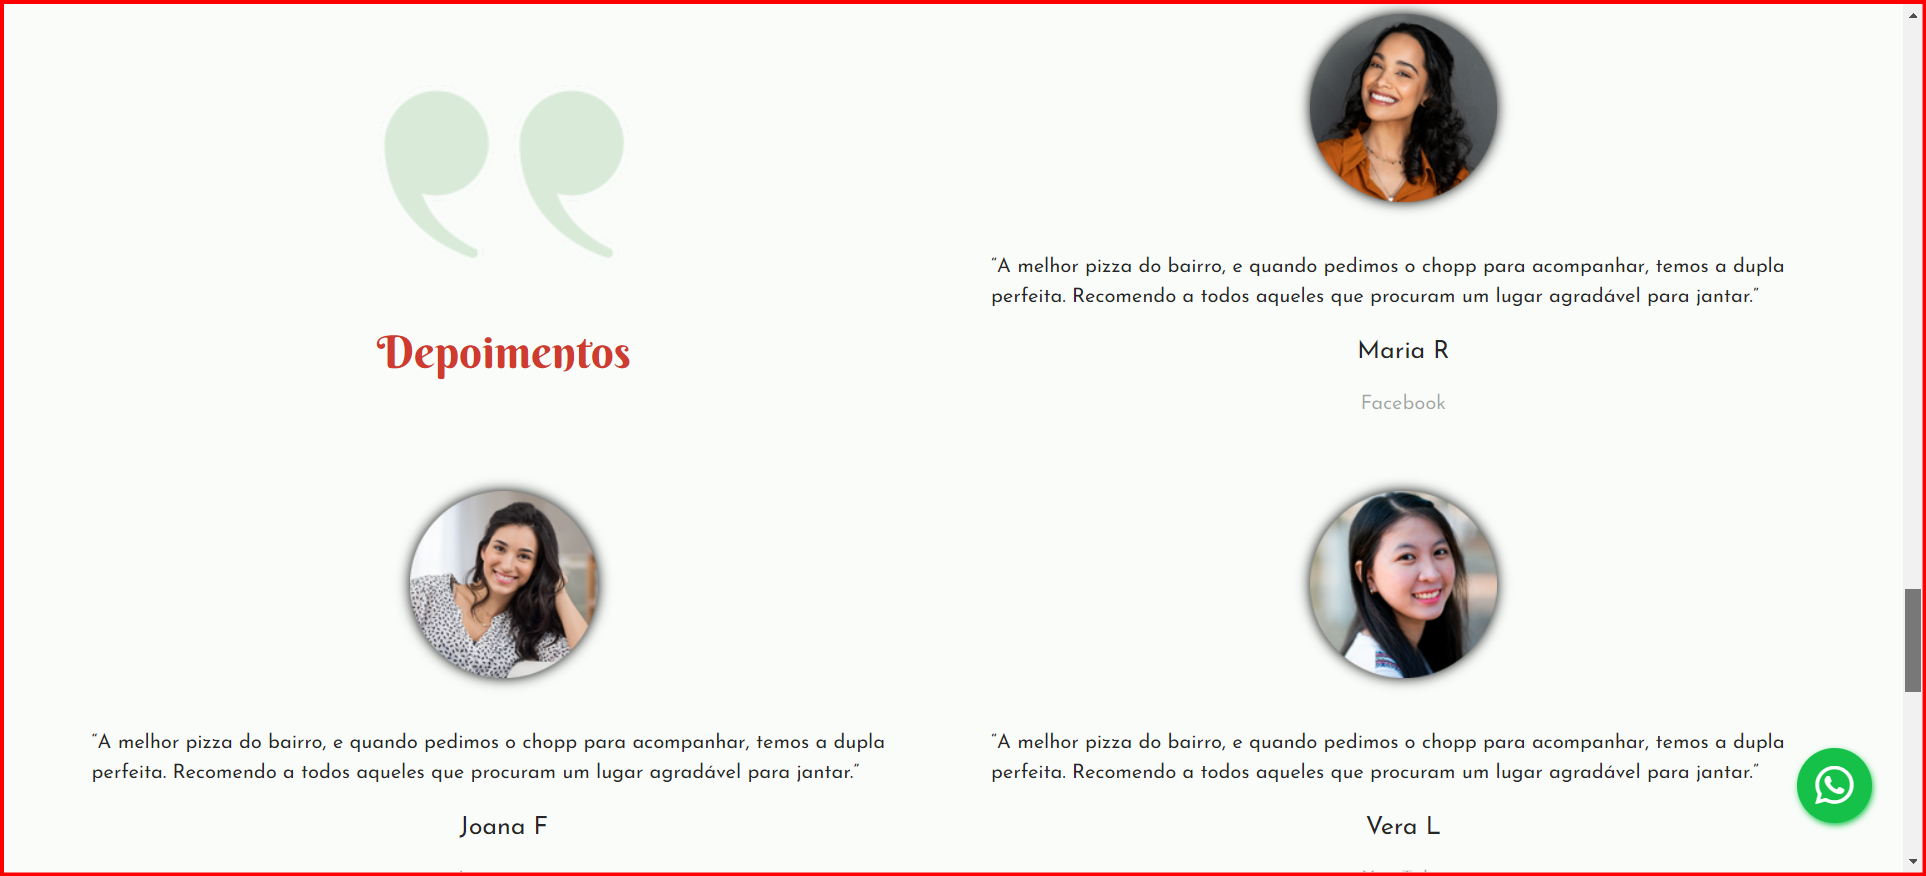 Depoimentos
“A melhor pizza do bairro, e quando pedimos o chopp para acompanhar, temos a dupla
perfeita. Recomendo a todos aqueles que procuram um lugar agradável para jantar.”
Maria R
Facebook
“A melhor pizza do bairro, e quando pedimos o chopp para acompanhar, temos a dupla
perfeita. Recomendo a todos aqueles que procuram um lugar agradável para jantar.”
Joana F
“A melhor pizza do bairro, e quando pedimos o chopp para acompanhar, temos a dupla
perfeita. Recomendo a todos aqueles que procuram um lugar agradável para jantar.”
Vera L